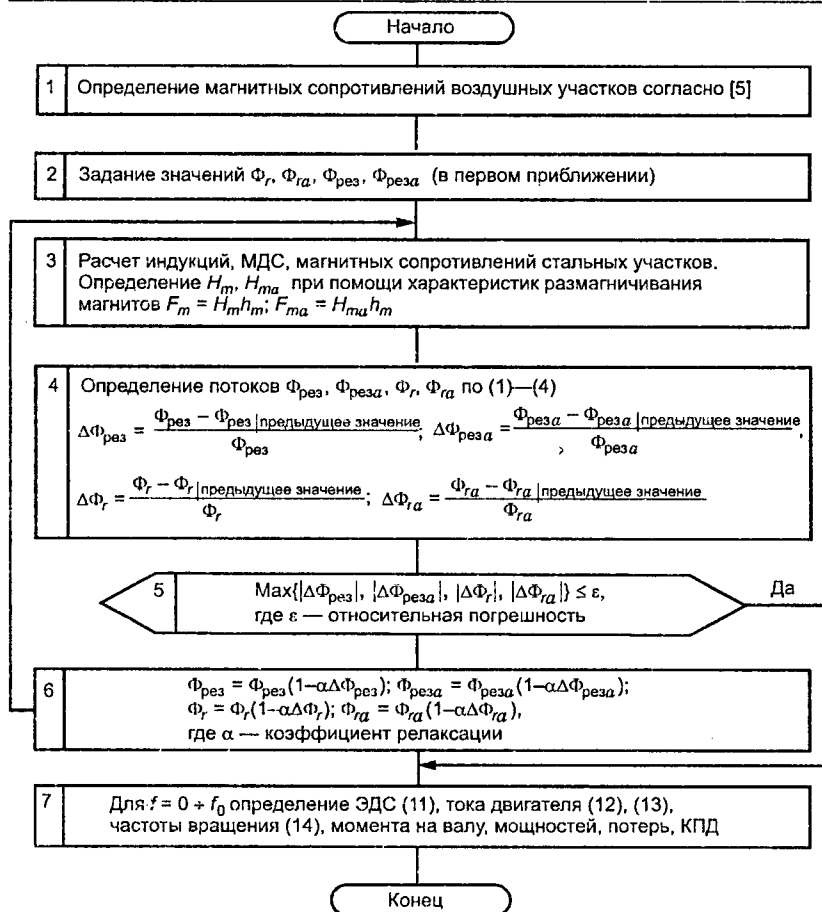 Начало
1 Определение магнитных сопротивлений воздушных участков согласно [5]
2 Задание значений Φr, Φra, Φрез, Φреза (в первом приближении)
3 Расчет индукций, МДС, магнитных сопротивлений стальных участков.
Определение Hm, Hma при помощи характеристик размагничивания
магнитов Fm = Hmhm; Fma = Hmahm
4 Определение потоков Φрез, Φреза, Φr, Φra по (1)—(4)
ΔΦрез = Φрез − Φрез|предыдущее значение / Φрез; ΔΦреза = Φреза − Φреза|предыдущее значение / Φреза,
ΔΦr = Φr − Φr|предыдущее значение / Φr; ΔΦra = Φra − Φra|предыдущее значение / Φra
5 Max{|ΔΦрез|, |ΔΦреза|, |ΔΦr|, |ΔΦra|} ≤ ε,
Да
где ε — относительная погрешность
6 Φрез = Φрез(1−αΔΦрез); Φреза = Φреза(1−αΔΦреза);
Φr = Φr(1−αΔΦr); Φra = Φra(1−αΔΦra),
где α — коэффициент релаксации
7 Для f = 0 ÷ f0 определение ЭДС (11), тока двигателя (12), (13),
частоты вращения (14), момента на валу, мощностей, потерь, КПД
Конец